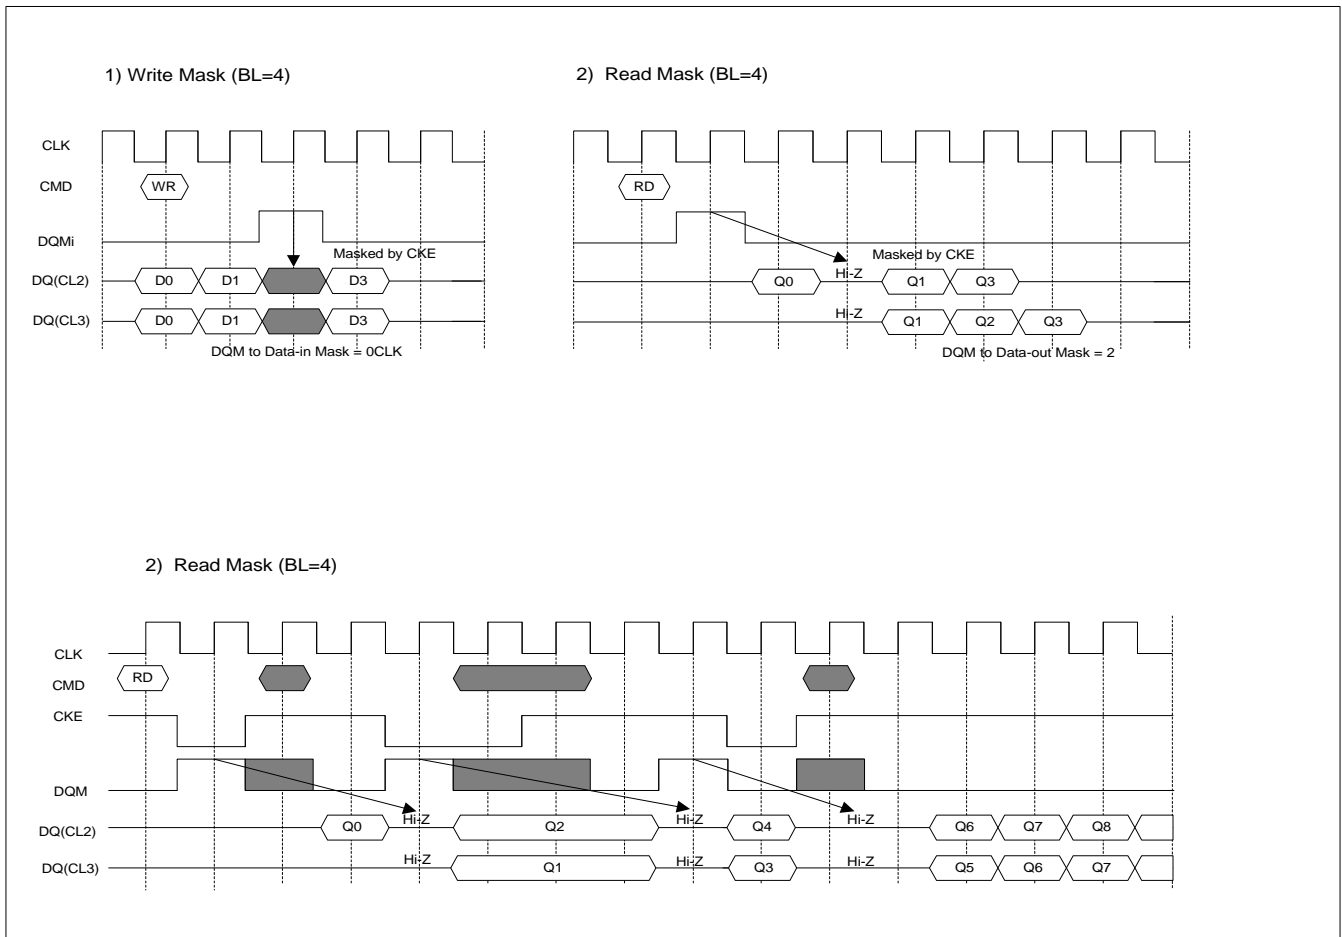 1) Write Mask (BL=4)
2) Read Mask (BL=4)
CLK
CMD
WR
DQMi
Masked by CKE
DQ(CL2)
D0 D1 D3
DQ(CL3)
D0 D1 D3
DQM to Data-in Mask = 0CLK
RD
Masked by CKE
Hi-Z
Q0 Q1 Q3
Hi-Z
Q1 Q2 Q3
DQM to Data-out Mask = 2
2) Read Mask (BL=4)
CLK
CMD
RD
CKE
DQM
Hi-Z Hi-Z Hi-Z
DQ(CL2)
Q0 Q2 Q4 Q6 Q7 Q8
Hi-Z Hi-Z Hi-Z
DQ(CL3)
Q1 Q3 Q5 Q6 Q7